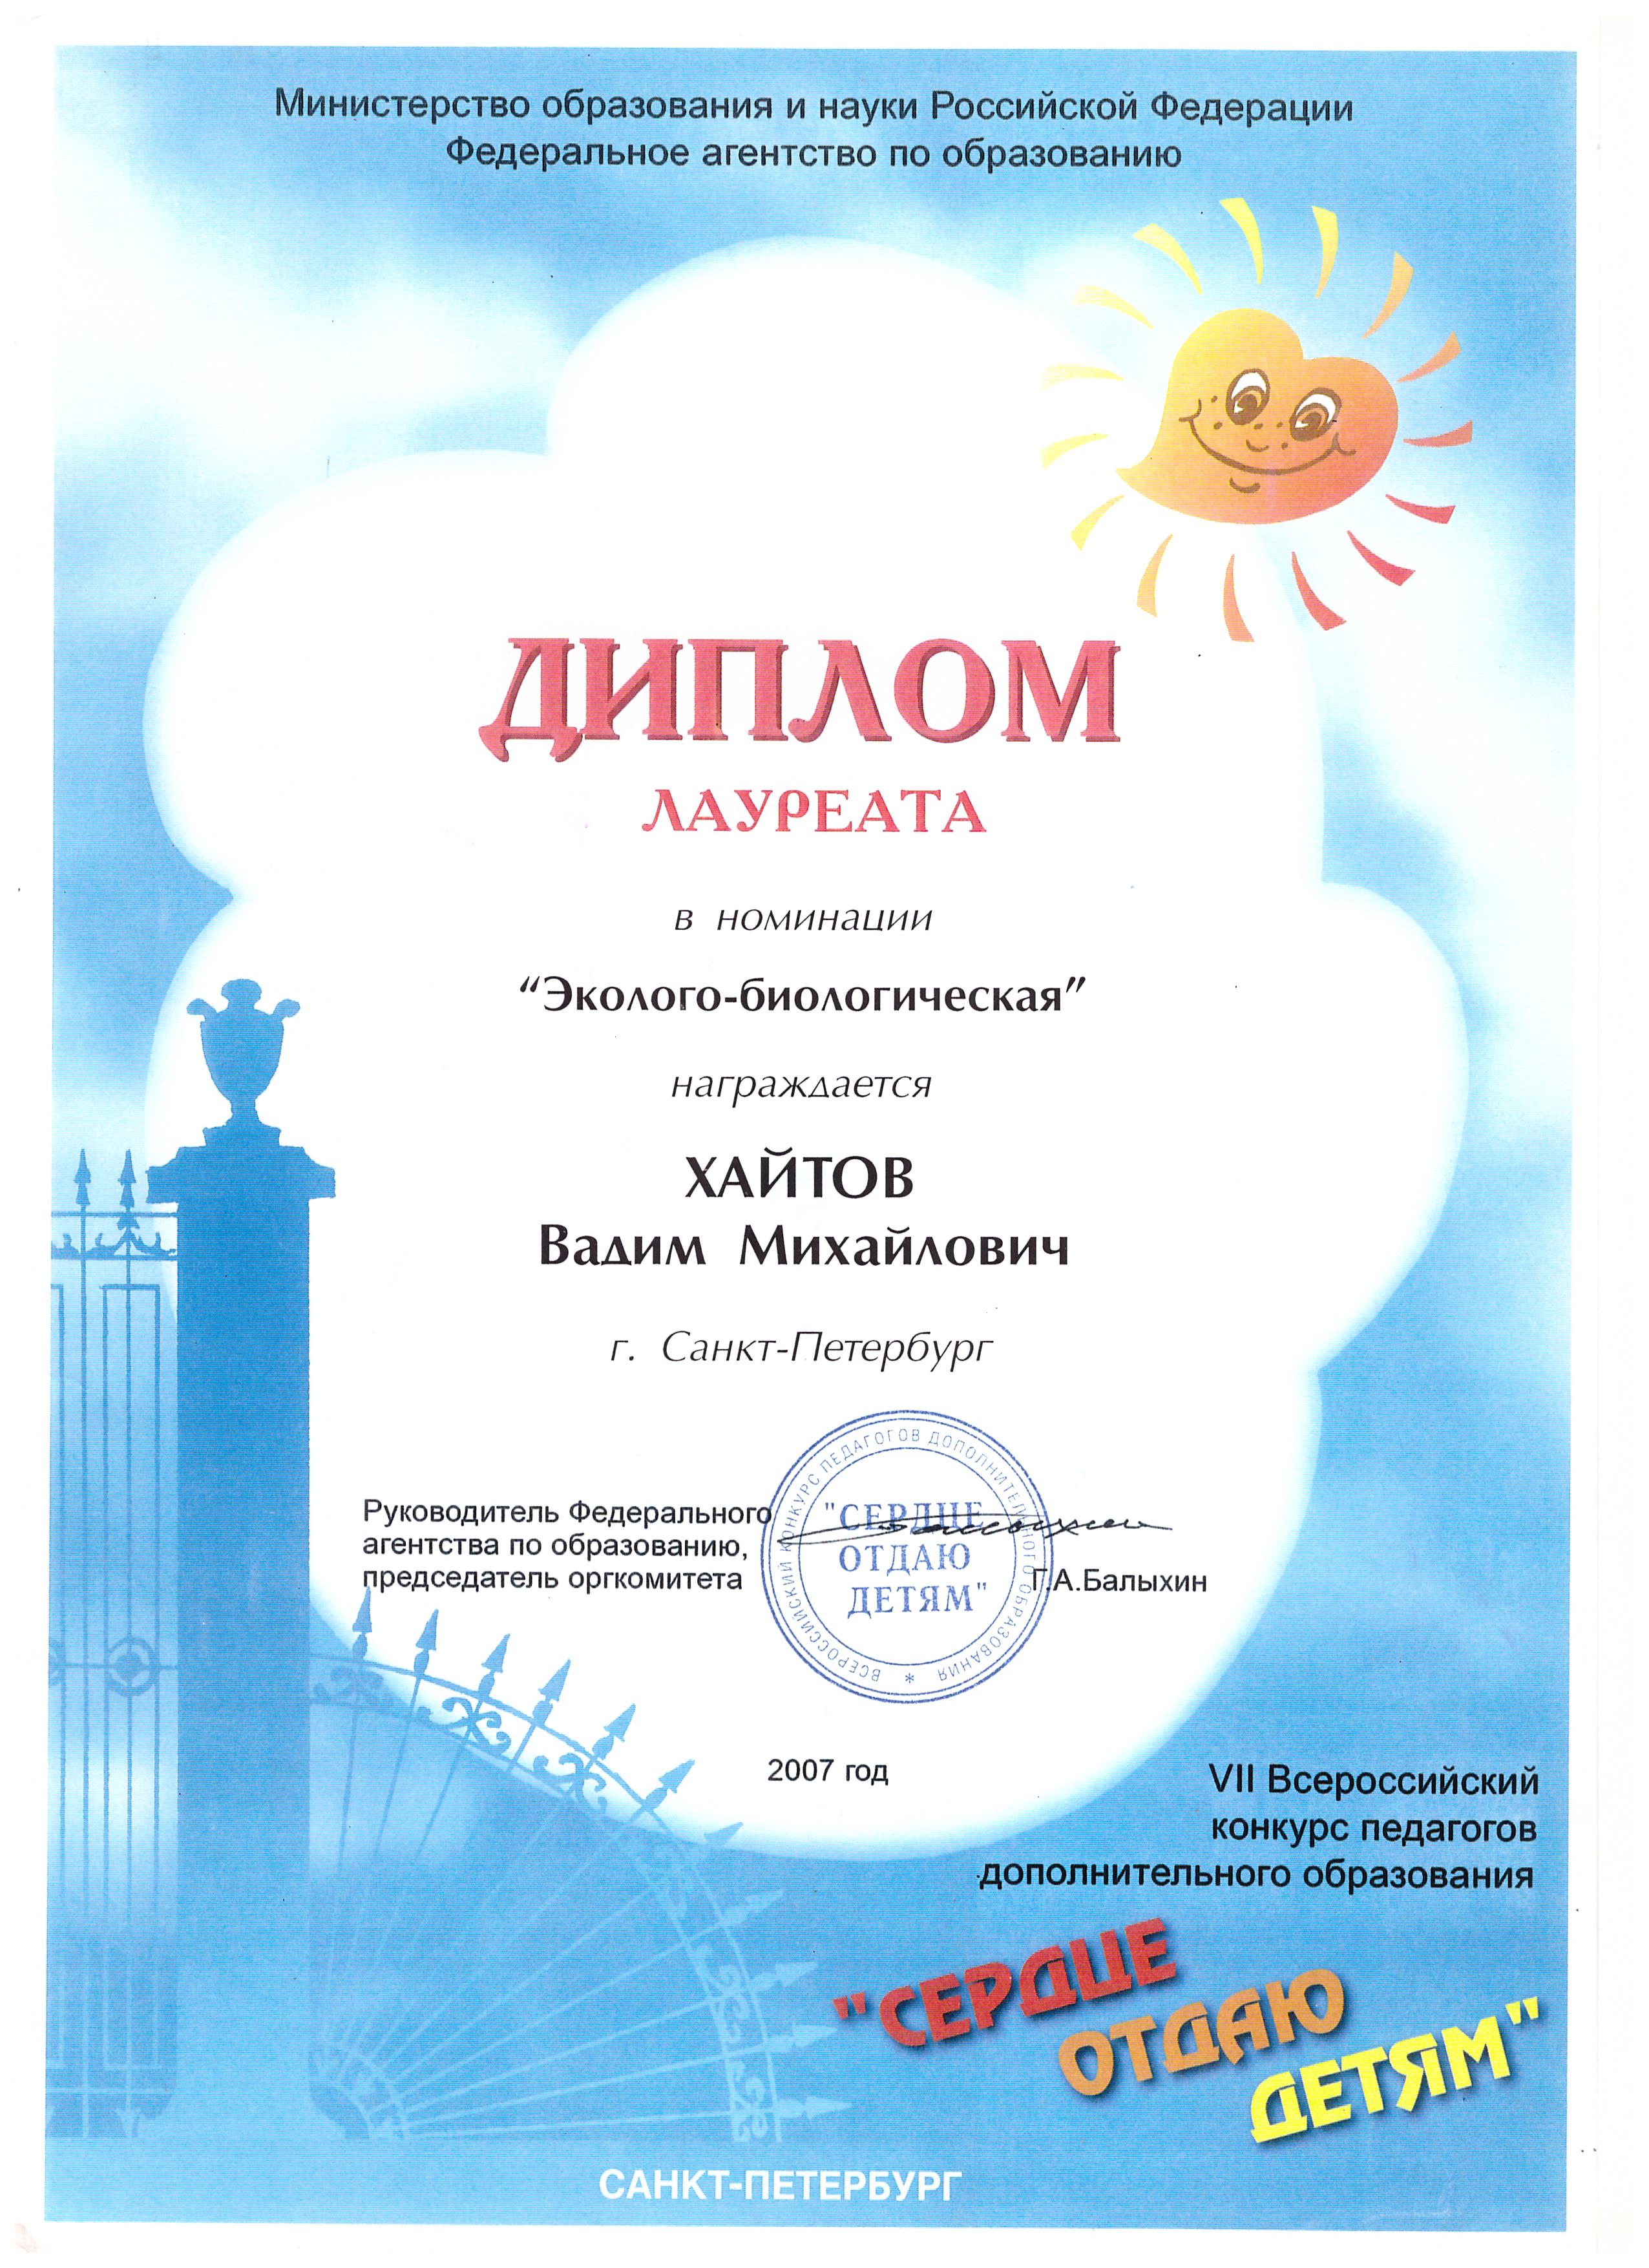 Министерство образования и науки Российской Федерации
Федеральное агентство по образованию
ДИПЛОМ
ЛАУРЕАТА
в номинации
“Эколого-биологическая”
награждается
ХАЙТОВ
Вадим Михайлович
г. Санкт-Петербург
Руководитель Федерального
агентства по образованию,
председатель оргкомитета
Г.А.Балыхин
ВСЕРОССИЙСКИЙ КОНКУРС ПЕДАГОГОВ ДОПОЛНИТЕЛЬНОГО ОБРАЗОВАНИЯ *
"СЕРДЦЕ
ОТДАЮ
ДЕТЯМ"
2007 год
VII Всероссийский
конкурс педагогов
дополнительного образования
"СЕРДЦЕ
ОТДАЮ
ДЕТЯМ"
САНКТ-ПЕТЕРБУРГ